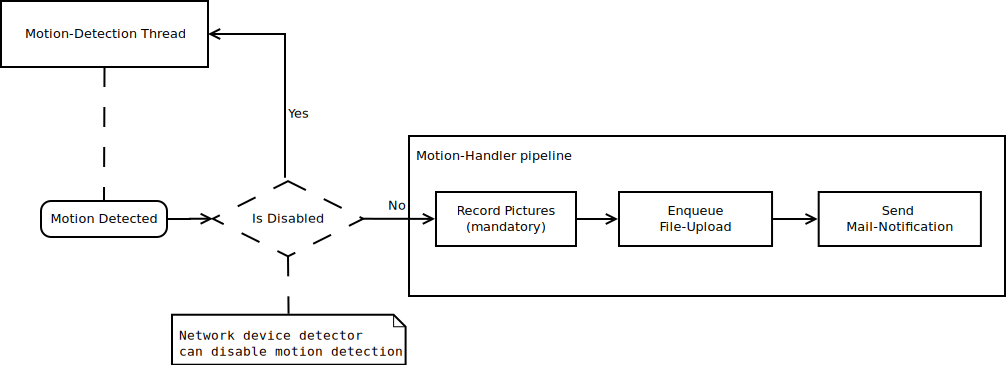 Motion-Detection Thread
Yes
Motion-Handler pipeline
Motion Detected
Is Disabled
No
Record Pictures
(mandatory)
Enqueue
File-Upload
Send
Mail-Notification
Network device detector
can disable motion detection